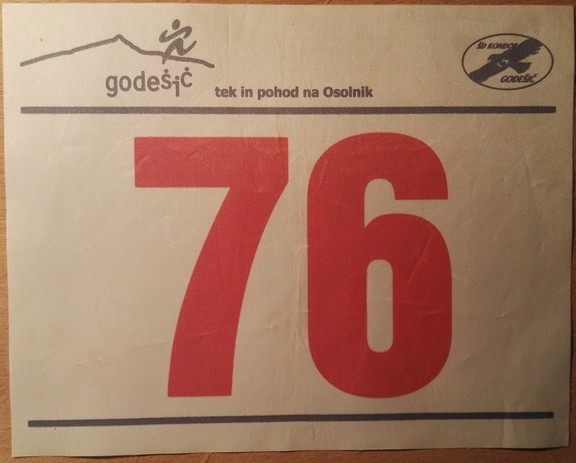 godešič
tek in pohod na Osolnik
ŠD KONDOR
GODEŠIČ
76